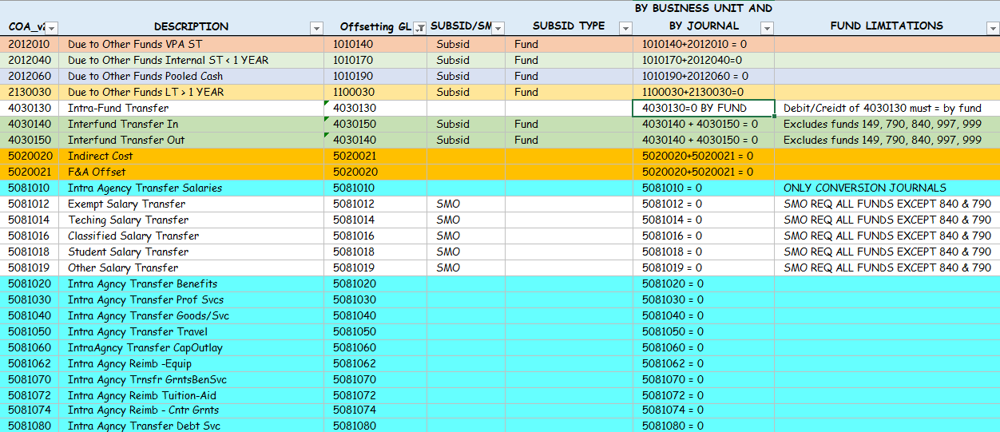 BY BUSINESS UNIT AND
COA_v DESCRIPTION Offsetting GL SUBSID/SM SUBSID TYPE BY JOURNAL FUND LIMITATIONS
2012010 Due to Other Funds VPA ST 1010140 Subsid Fund 1010140+2012010 = 0
2012040 Due to Other Funds Internal ST < 1 YEAR 1010170 Subsid Fund 1010170+2012040=0
2012060 Due to Other Funds Pooled Cash 1010190 Subsid Fund 1010190+2012060 = 0
2130030 Due to Other Funds LT > 1 YEAR 1100030 Subsid Fund 1100030+2130030=0
4030130 Intra-Fund Transfer 4030130 4030130=0 BY FUND Debit/Creidt of 4030130 must = by fund
4030140 Interfund Transfer In 4030150 Subsid Fund 4030140 + 4030150 = 0 Excludes funds 149, 790, 840, 997, 999
4030150 Interfund Transfer Out 4030140 Subsid Fund 4030140 + 4030150 = 0 Excludes funds 149, 790, 840, 997, 999
5020020 Indirect Cost 5020021 5020020+5020021 = 0
5020021 F&A Offset 5020020 5020020+5020021 = 0
5081010 Intra Agency Transfer Salaries 5081010 5081010 = 0 ONLY CONVERSION JOURNALS
5081012 Exempt Salary Transfer 5081012 SMO 5081012 = 0 SMO REQ ALL FUNDS EXCEPT 840 & 790
5081014 Teching Salary Transfer 5081014 SMO 5081014 = 0 SMO REQ ALL FUNDS EXCEPT 840 & 790
5081016 Classified Salary Transfer 5081016 SMO 5081016 = 0 SMO REQ ALL FUNDS EXCEPT 840 & 790
5081018 Student Salary Transfer 5081018 SMO 5081018 = 0 SMO REQ ALL FUNDS EXCEPT 840 & 790
5081019 Other Salary Transfer 5081019 SMO 5081019 = 0 SMO REQ ALL FUNDS EXCEPT 840 & 790
5081020 Intra Agncy Transfer Benefits 5081020 5081020 = 0
5081030 Intra Agncy Transfer Prof Svcs 5081030 5081030 = 0
5081040 Intra Agncy Transfer Goods/Svc 5081040 5081040 = 0
5081050 Intra Agncy Transfer Travel 5081050 5081050 = 0
5081060 IntraAgncy Transfer CapOutlay 5081060 5081060 = 0
5081062 Intra Agncy Reimb -Equip 5081062 5081062 = 0
5081070 Intra Agncy Trnsfr GrntsBenSvc 5081070 5081070 = 0
5081072 Intra Agncy Reimb Tuition-Aid 5081072 5081072 = 0
5081074 Intra Agncy Reimb - Cntr Grnts 5081074 5081074 = 0
5081080 Intra Agncy Transfer Debt Svc 5081080 5081080 = 0